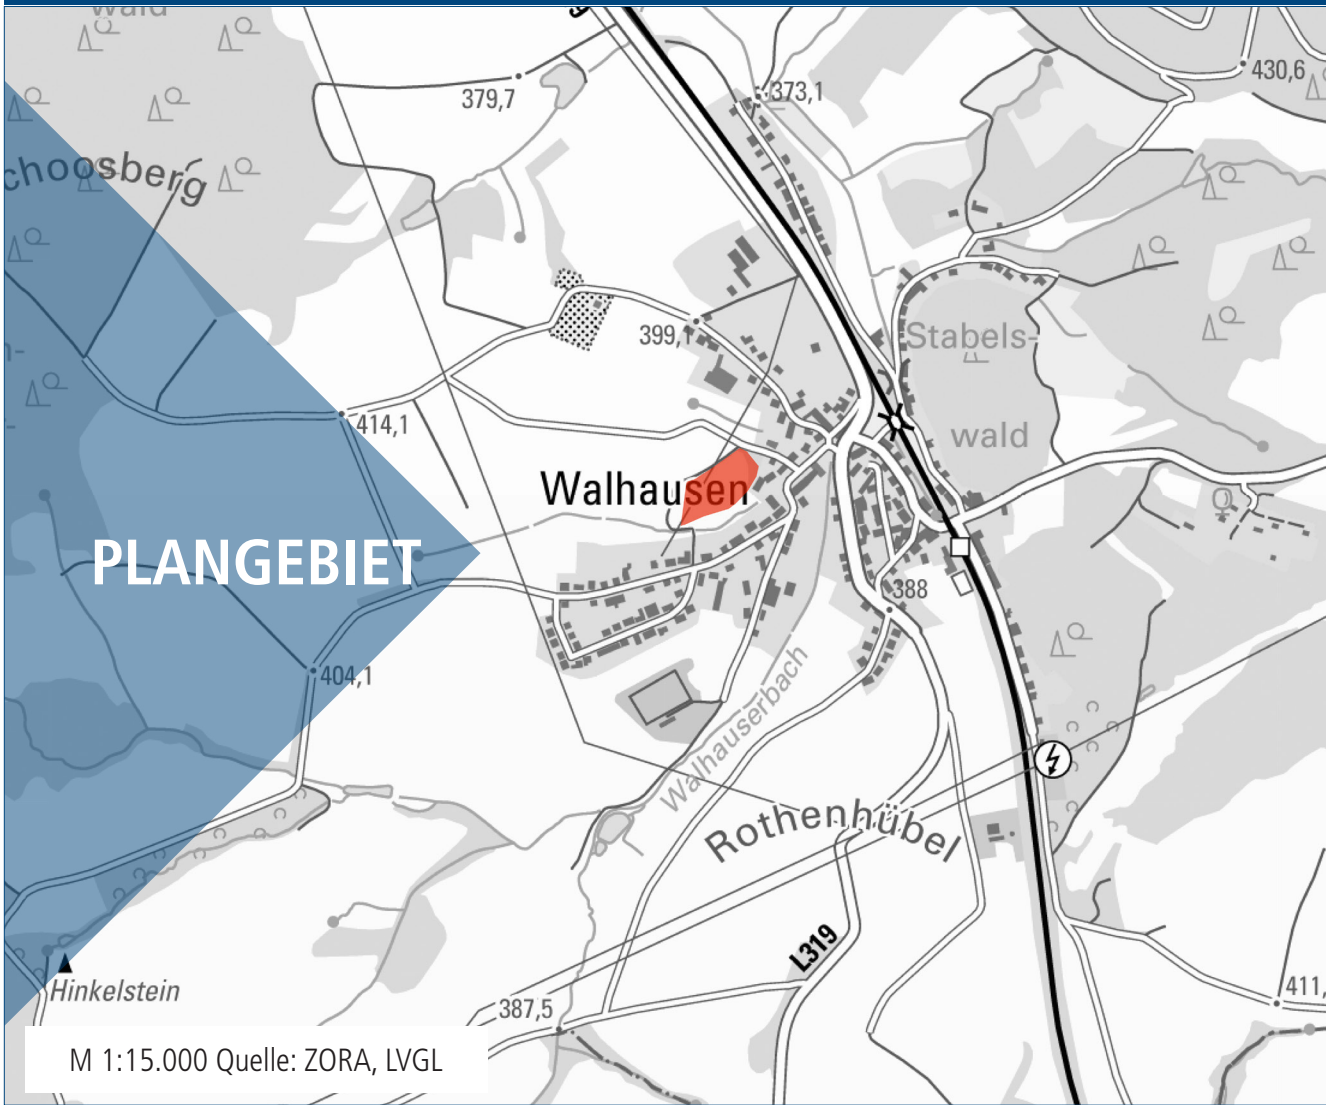 wald
379,7
373,1
430,6
choosberg
399,1
Stabels-
wald
414,1
Walhausen
PLANGEBIET
388
404,1
Walhauserbach
Rothenhübel
L319
Hinkelstein
387,5
411,
M 1:15.000 Quelle: ZORA, LVGL